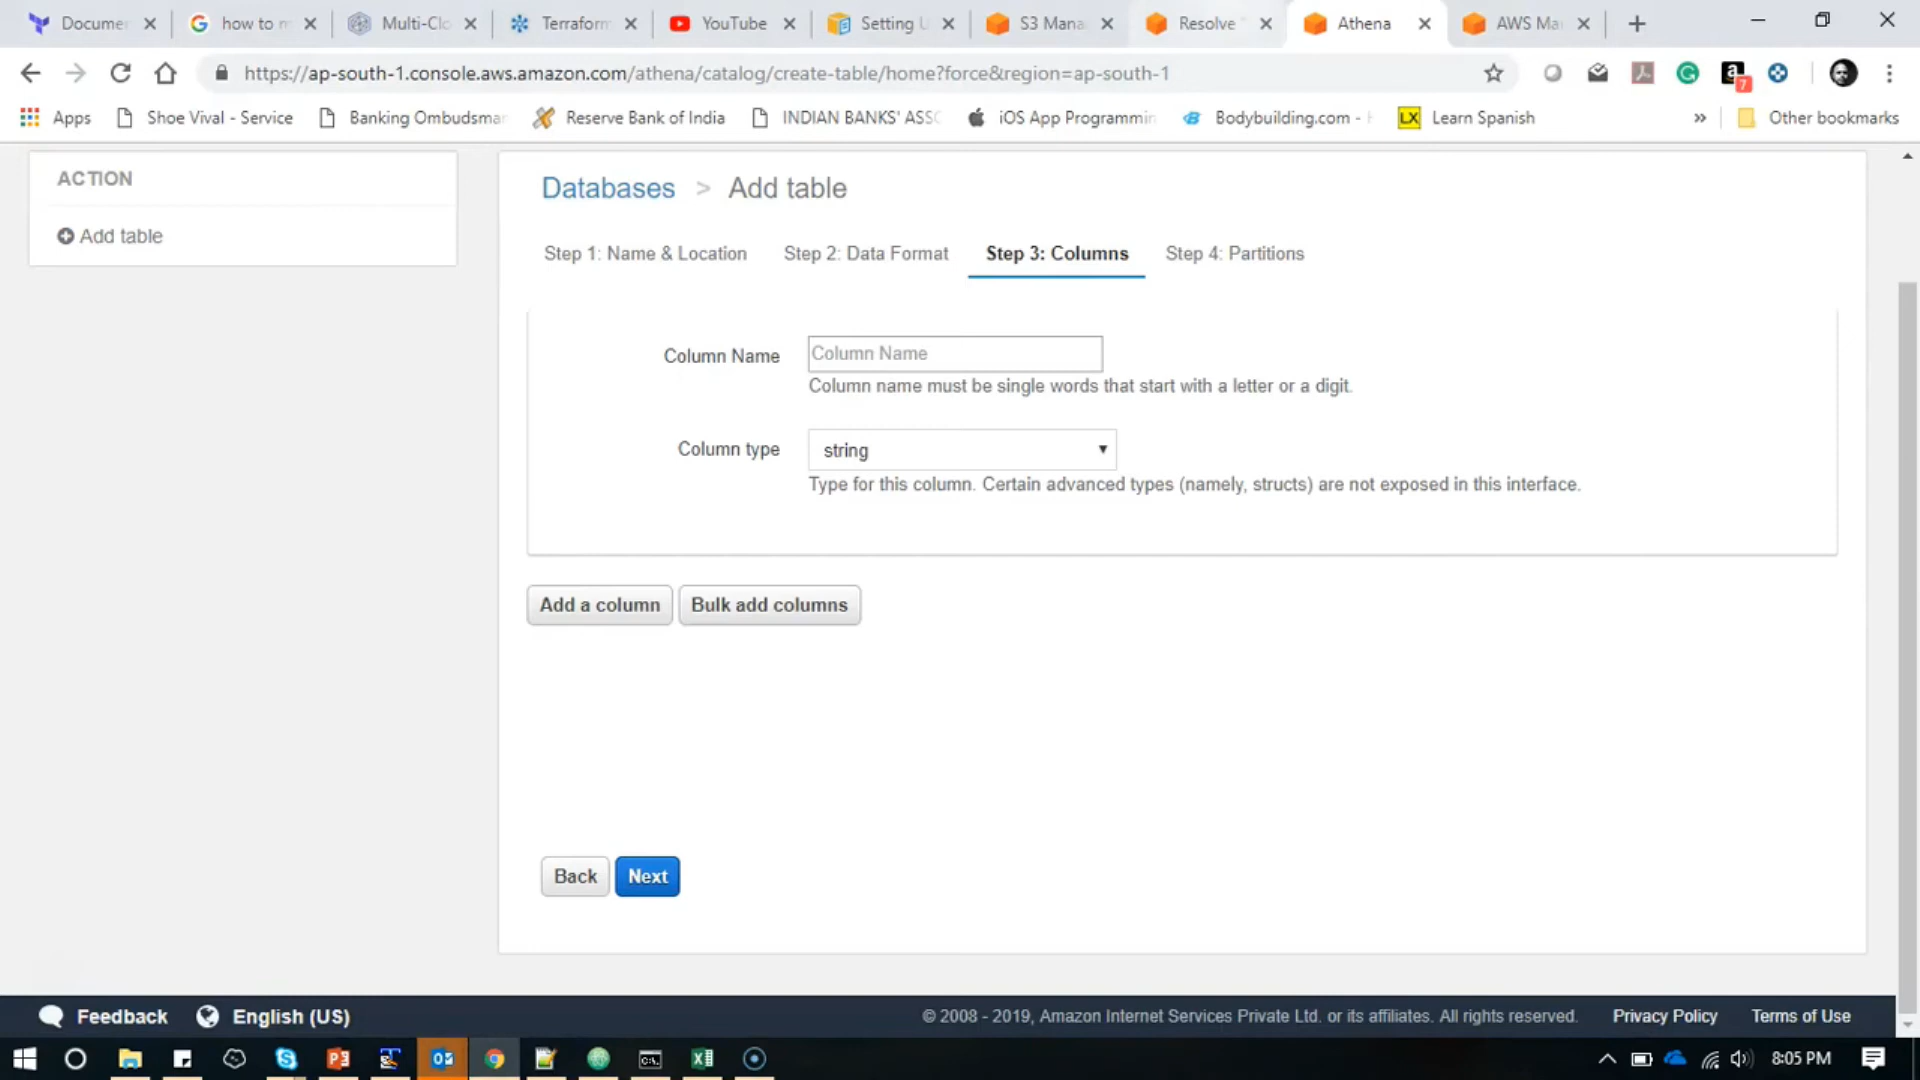 Documen
how to m
Multi-Clo
Terraform
YouTube
Setting U
S3 Mana
Resolve
Athena
AWS Ma
https://ap-south-1.console.aws.amazon.com/athena/catalog/create-table/home?force&region=ap-south-1
a
7
Apps
Shoe Vival - Service
Banking Ombudsma
Reserve Bank of India
INDIAN BANKS' ASSC
iOS App Programmin
Bodybuilding.com -
LX
Learn Spanish
»
Other bookmarks
ACTION
Add table
Databases > Add table
Step 1: Name & Location
Step 2: Data Format
Step 3: Columns
Step 4: Partitions
Column Name
Column Name
Column name must be single words that start with a letter or a digit.
Column type
string
Type for this column. Certain advanced types (namely, structs) are not exposed in this interface.
Add a column
Bulk add columns
Back
Next
Feedback
English (US)
© 2008 - 2019, Amazon Internet Services Private Ltd. or its affiliates. All rights reserved.
Privacy Policy
Terms of Use
8:05 PM